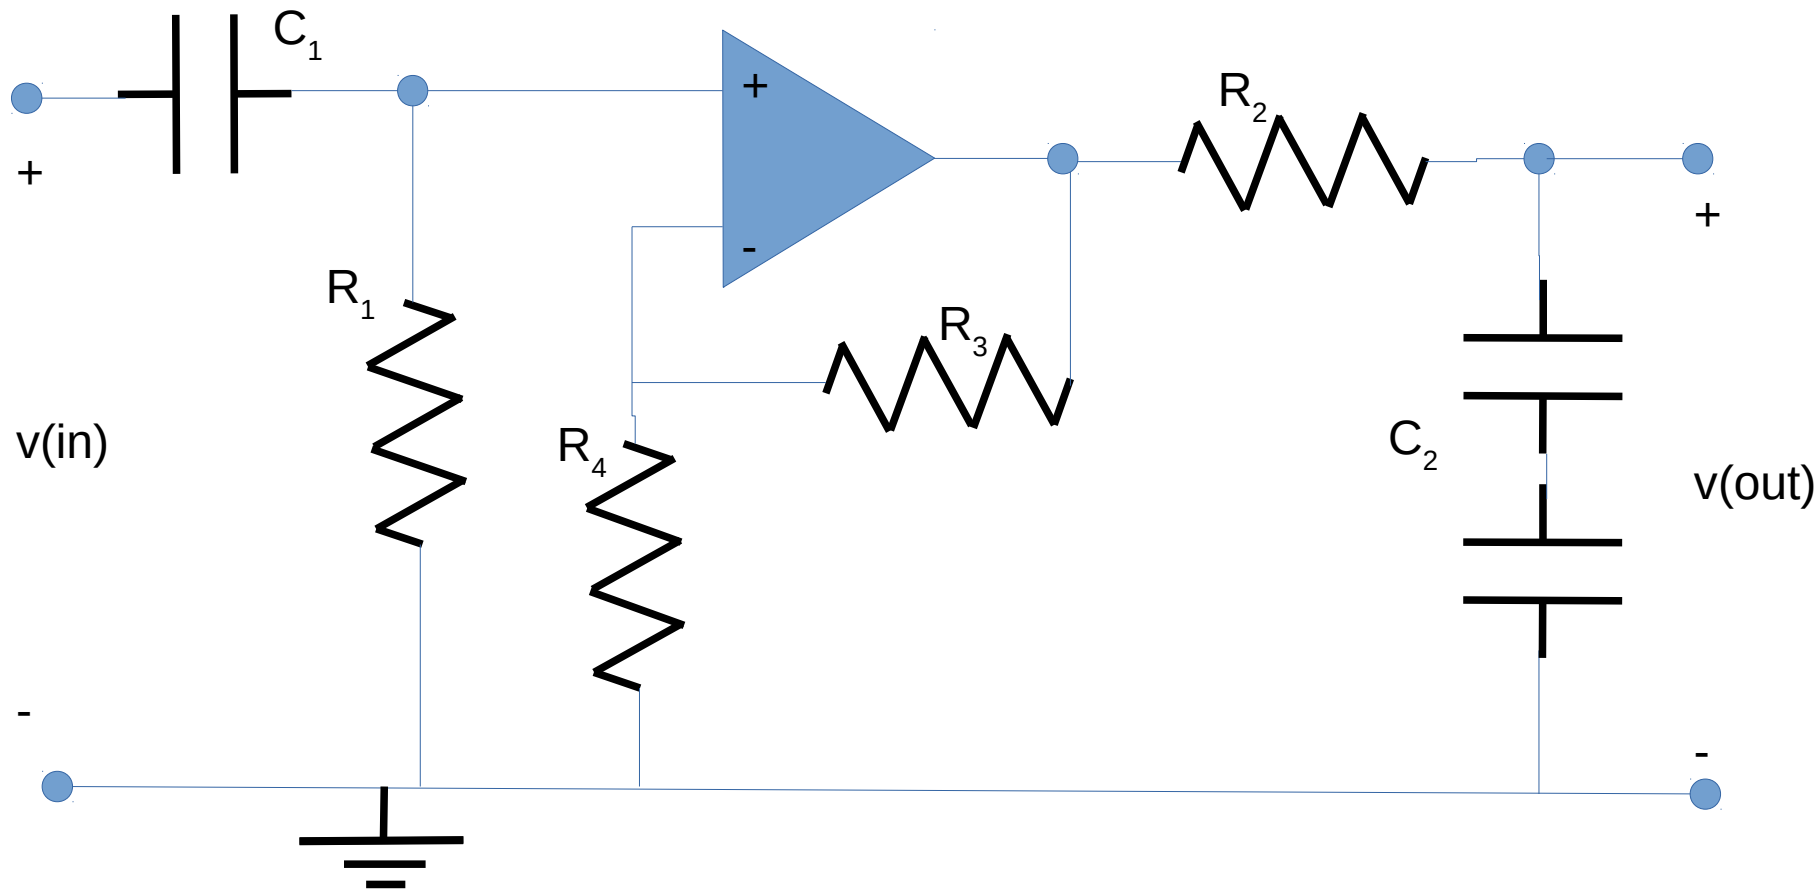 C1
+
+
R2
+
-
R1
R3
+
v(in)
R4
C2
v(out)
-
-